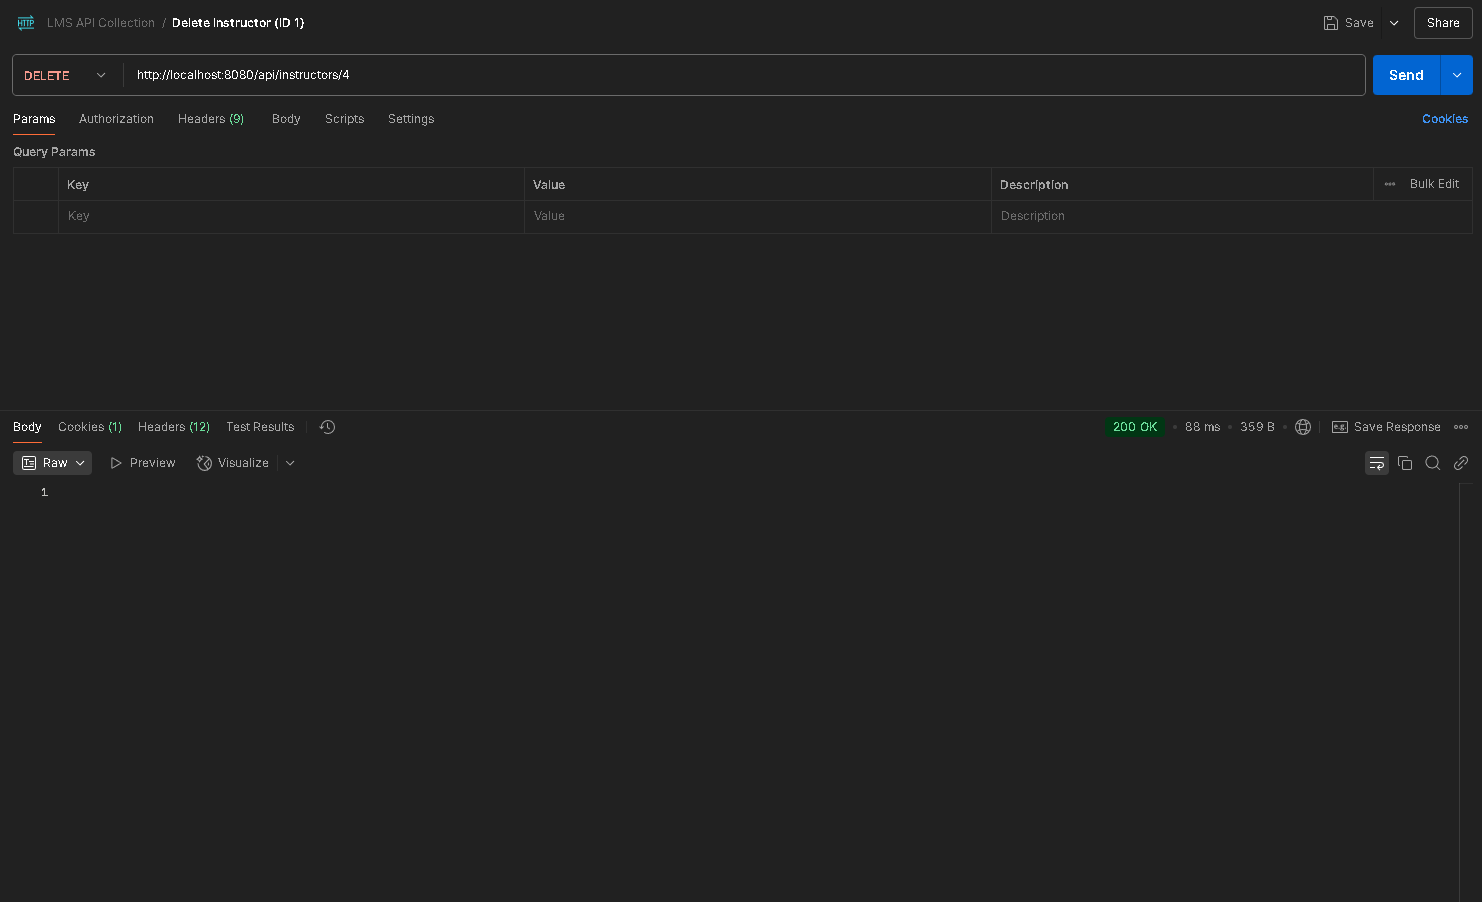 HTTP LMS API Collection / Delete Instructor (ID 1) Save Share
DELETE http://localhost:8080/api/instructors/4 Send
Params Authorization Headers (9) Body Scripts Settings Cookies
Query Params
Key Value Description ••• Bulk Edit
Key Value Description
Body Cookies (1) Headers (12) Test Results 200 OK • 88 ms • 359 B • e.g. Save Response •••
Raw Preview Visualize
1